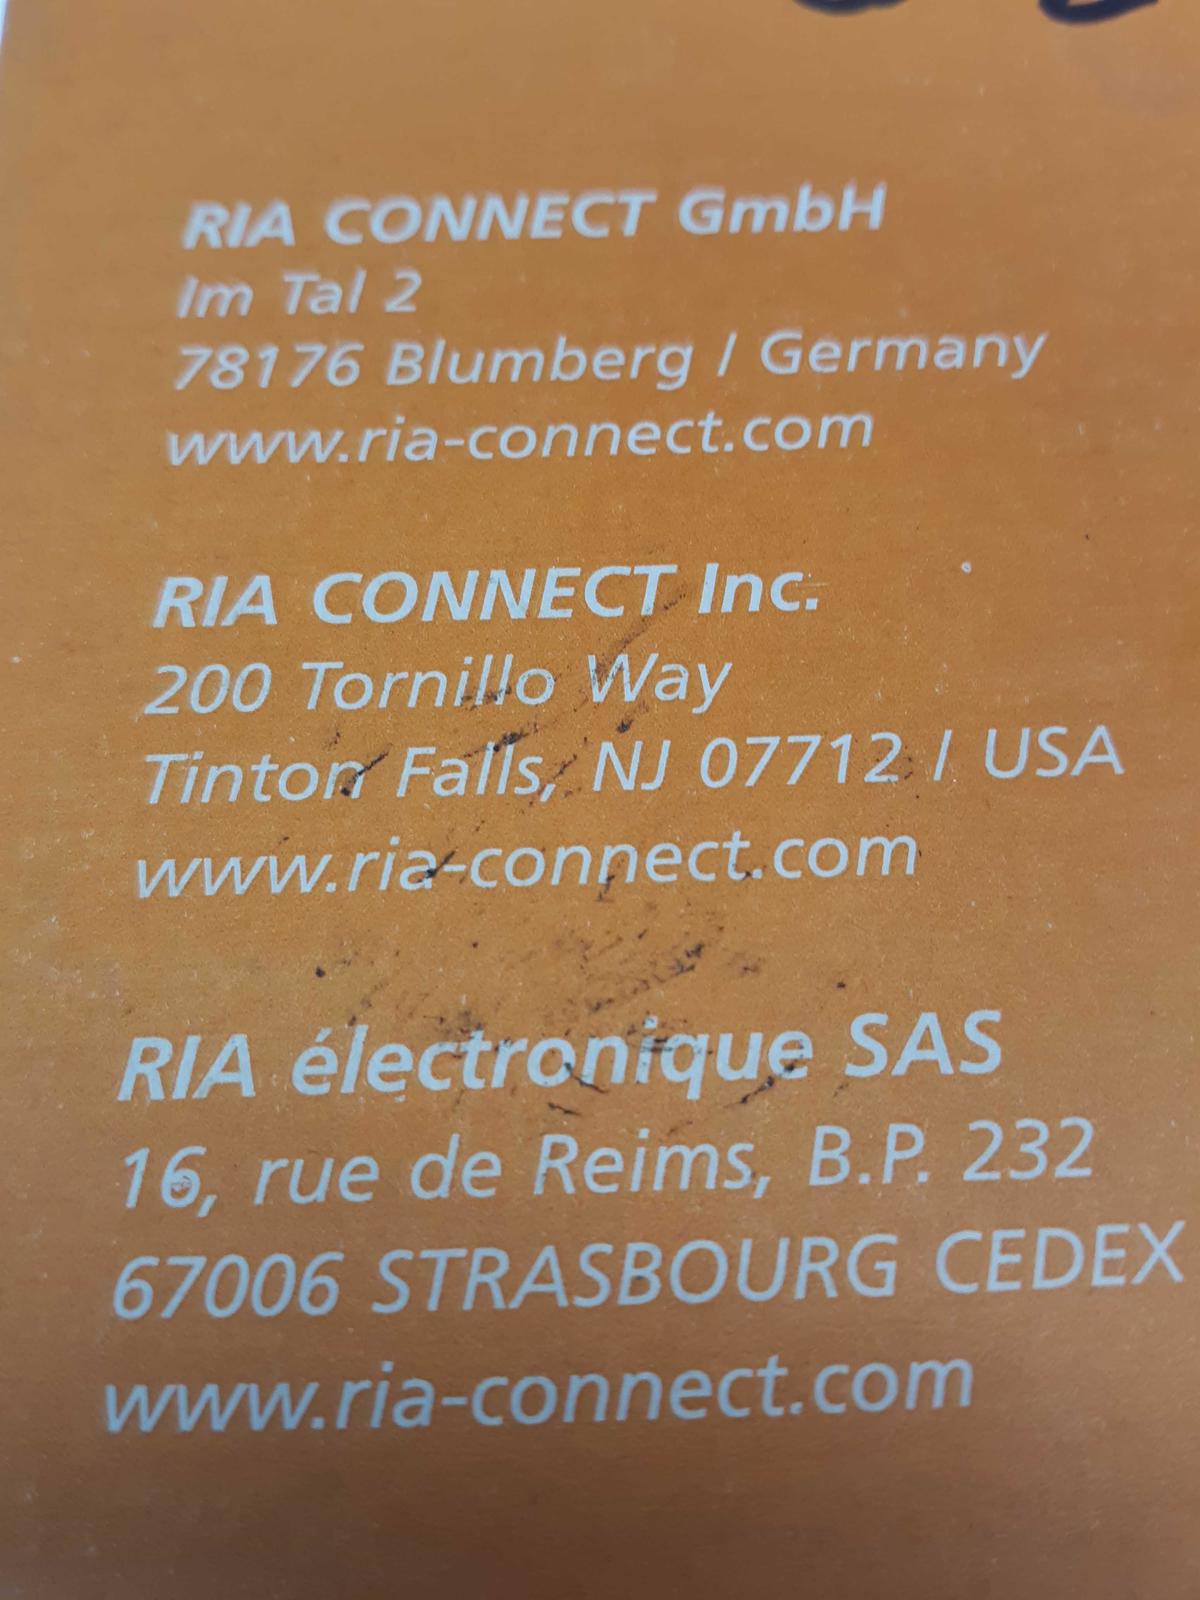 RIA CONNECT GmbH
Im Tal 2
78176 Blumberg / Germany
www.ria-connect.com
RIA CONNECT Inc.
200 Tornillo Way
Tinton Falls, NJ 07712 / USA
www.ria-connect.com
RIA électronique SAS
16, rue de Reims, B.P. 232
67006 STRASBOURG CEDEX
www.ria-connect.com